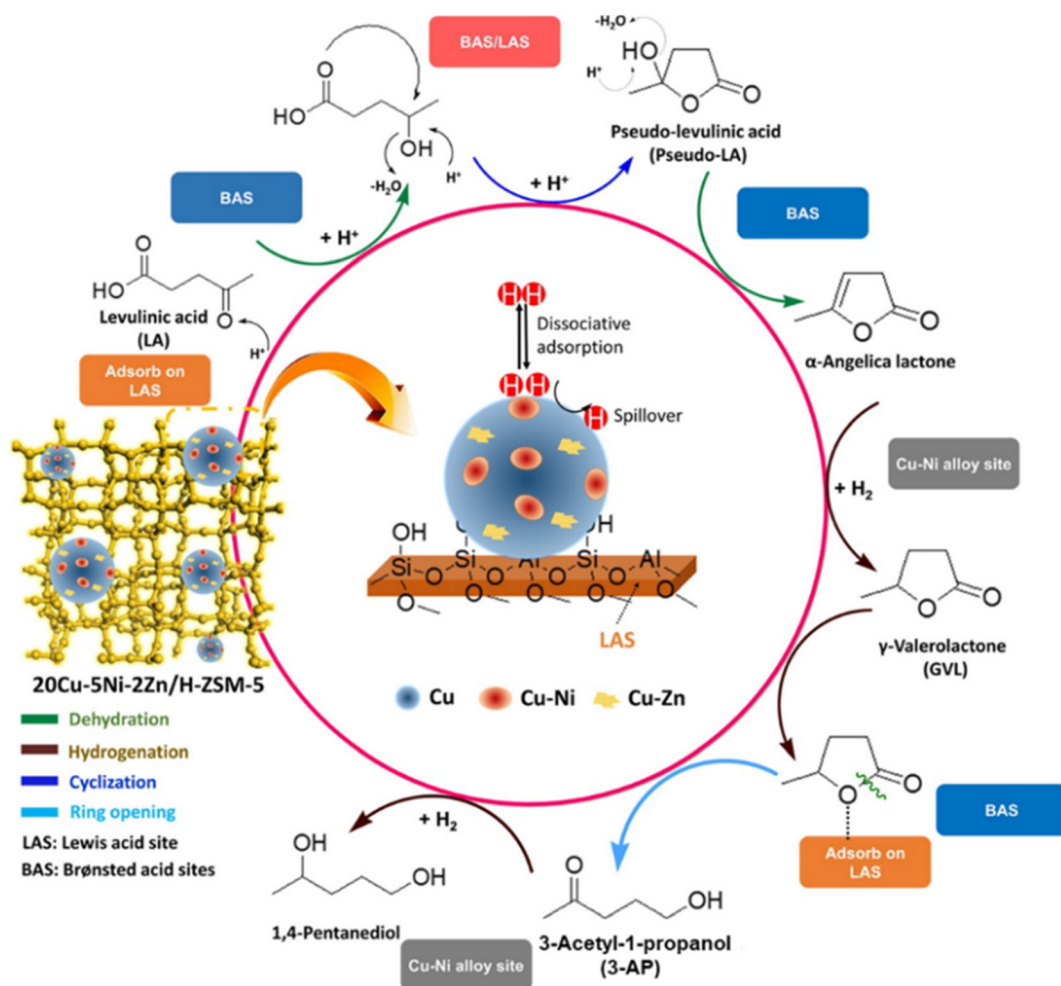 BAS/LAS
-H₂O
HO
O
H⁺
O
Pseudo-levulinic acid
(Pseudo-LA)
O
HO
OH
-H₂O
H⁺
+ H⁺
BAS
+ H⁺
BAS
O
HO
O
Levulinic acid
(LA)
H⁺
Adsorb on
LAS
O
O
α-Angelica lactone
H H
Dissociative
adsorption
H H
H
Spillover
Cu-Ni alloy site
+ H₂
OH
OH
Si O Si O Al O Si O Al
O O O O O
LAS
O
O
γ-Valerolactone
(GVL)
Cu
Cu-Ni
Cu-Zn
20Cu-5Ni-2Zn/H-ZSM-5
Dehydration
Hydrogenation
Cyclization
Ring opening
LAS: Lewis acid site
BAS: Brønsted acid sites
O
O
BAS
Adsorb on
LAS
+ H₂
OH
OH
1,4-Pentanediol
Cu-Ni alloy site
O
OH
3-Acetyl-1-propanol
(3-AP)